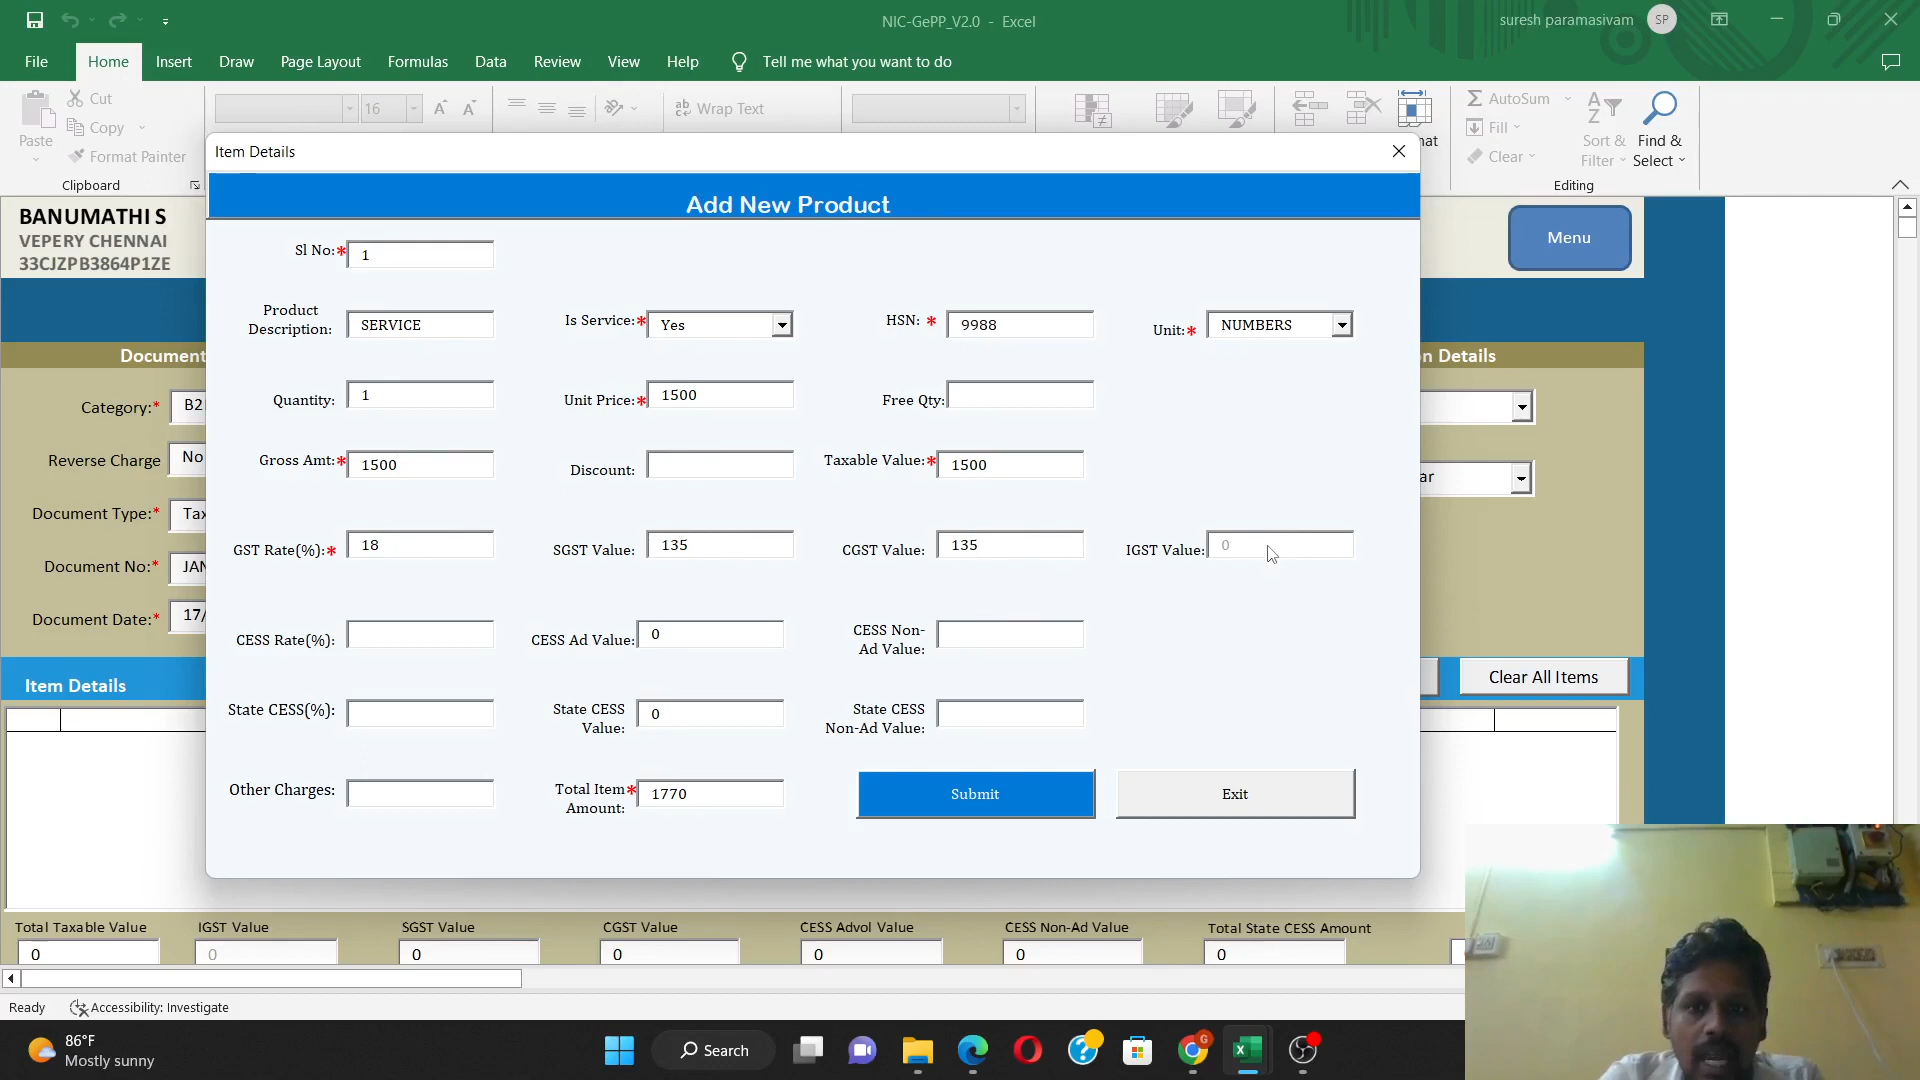 NIC-GePP_V2.0 - Excel
suresh paramasivam
SP
File
Home
Insert
Draw
Page Layout
Formulas
Data
Review
View
Help
Tell me what you want to do
Cut
Copy
Format Painter
Paste
Clipboard
16
Wrap Text
AutoSum
Fill
Clear
Sort &
Filter
Find &
Select
Editing
Item Details
Add New Product
BANUMATHI S
VEPERY CHENNAI
33CJZPB3864P1ZE
Menu
Sl No:* 1
Product
Description: SERVICE
Is Service:* Yes
HSN: * 9988
Unit:* NUMBERS
Quantity: 1
Unit Price:* 1500
Free Qty:
Gross Amt:* 1500
Discount:
Taxable Value:* 1500
GST Rate(%):* 18
SGST Value: 135
CGST Value: 135
IGST Value: 0
CESS Rate(%):
CESS Ad Value: 0
CESS Non-
Ad Value:
State CESS(%):
State CESS
Value: 0
State CESS
Non-Ad Value:
Other Charges:
Total Item*
Amount: 1770
Submit
Exit
Document
n Details
Category:* B2
Reverse Charge No
Document Type:* Tax
Document No:* JAN
Document Date:* 17/
ar
Item Details
Clear All Items
Total Taxable Value
IGST Value
SGST Value
CGST Value
CESS Advol Value
CESS Non-Ad Value
Total State CESS Amount
0
0
0
0
0
0
0
Ready
Accessibility: Investigate
86°F
Mostly sunny
Search